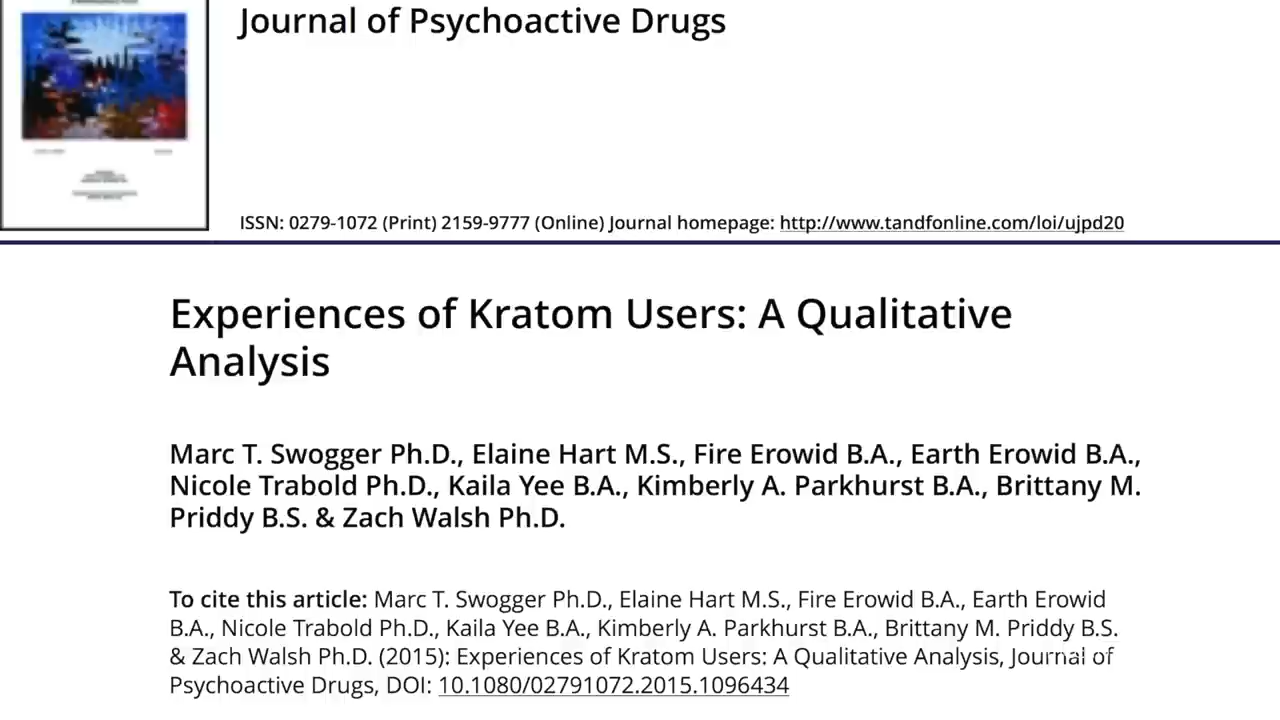 Journal of Psychoactive Drugs
ISSN: 0279-1072 (Print) 2159-9777 (Online) Journal homepage: http://www.tandfonline.com/loi/ujpd20
Experiences of Kratom Users: A Qualitative
Analysis
Marc T. Swogger Ph.D., Elaine Hart M.S., Fire Erowid B.A., Earth Erowid B.A.,
Nicole Trabold Ph.D., Kaila Yee B.A., Kimberly A. Parkhurst B.A., Brittany M.
Priddy B.S. & Zach Walsh Ph.D.
To cite this article: Marc T. Swogger Ph.D., Elaine Hart M.S., Fire Erowid B.A., Earth Erowid
B.A., Nicole Trabold Ph.D., Kaila Yee B.A., Kimberly A. Parkhurst B.A., Brittany M. Priddy B.S.
& Zach Walsh Ph.D. (2015): Experiences of Kratom Users: A Qualitative Analysis, Journal of
Psychoactive Drugs, DOI: 10.1080/02791072.2015.1096434